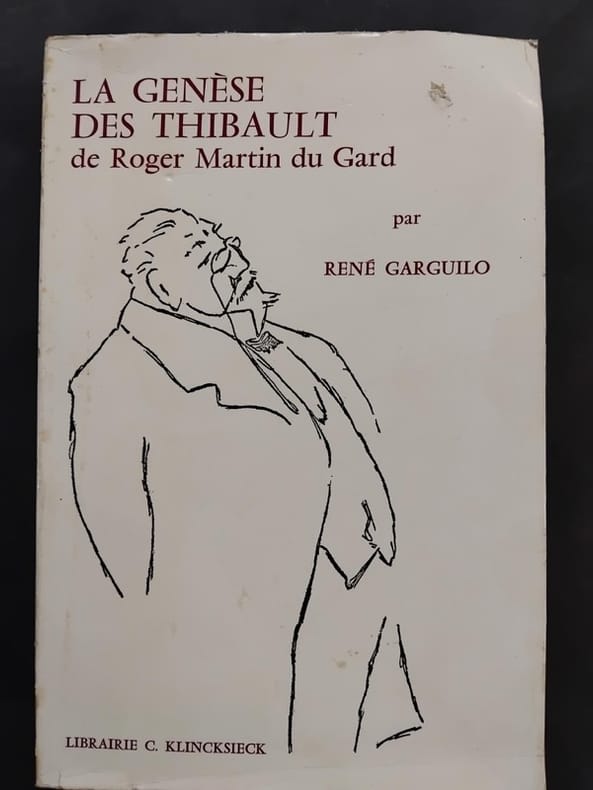 LA GENÈSE
DES THIBAULT
de Roger Martin du Gard
par
RENÉ GARGUILO
LIBRAIRIE C. KLINCKSIECK